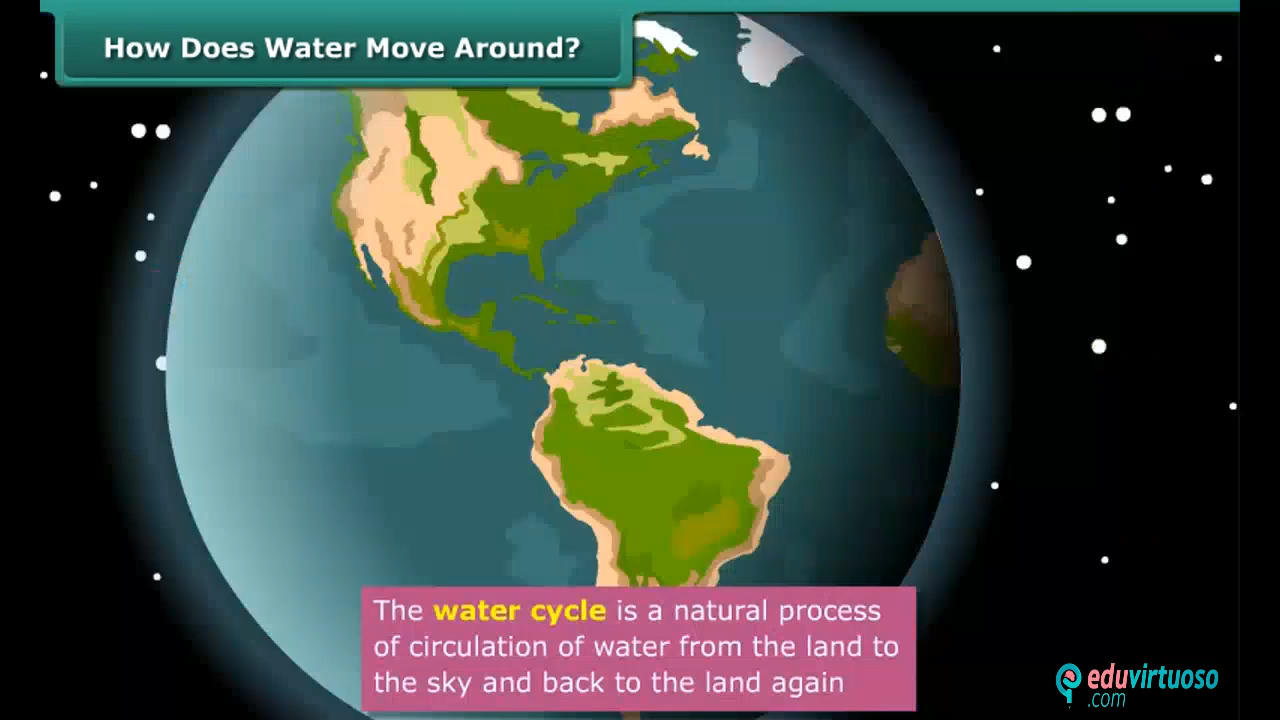 How Does Water Move Around?
The water cycle is a natural process
of circulation of water from the land to
the sky and back to the land again
eduvirtuoso
.com